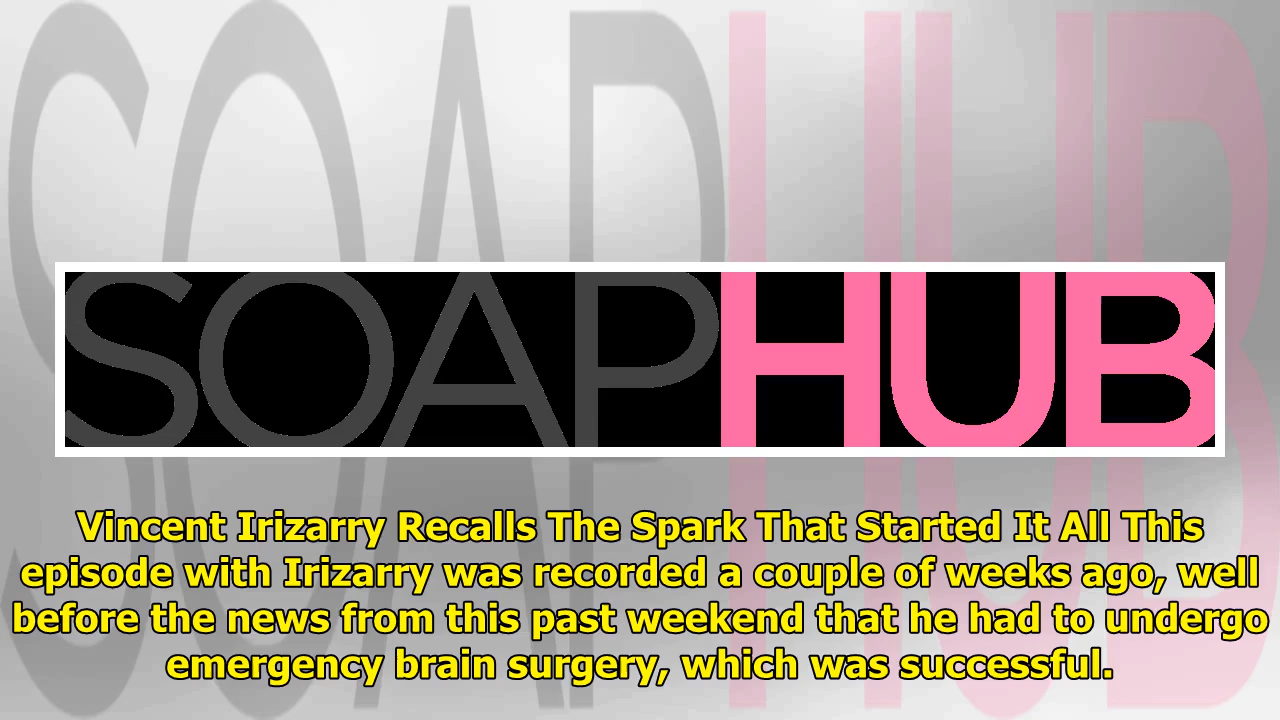 SOAPHUB
SOAPHUB
Vincent Irizarry Recalls The Spark That Started It All This
episode with Irizarry was recorded a couple of weeks ago, well
before the news from this past weekend that he had to undergo
emergency brain surgery, which was successful.